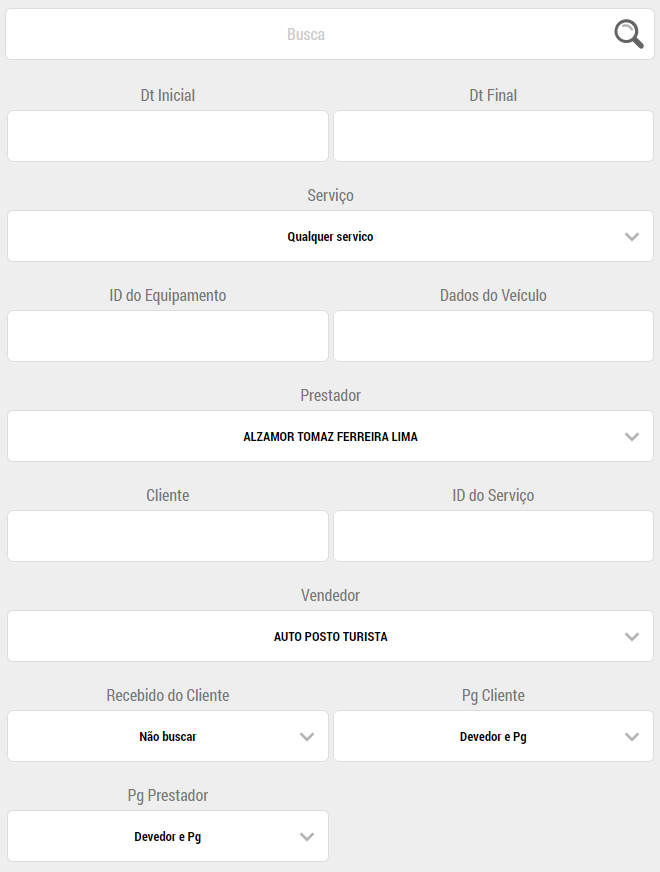 Busca
Dt Inicial
Dt Final
Serviço
Qualquer servico
ID do Equipamento
Dados do Veículo
Prestador
ALZAMOR TOMAZ FERREIRA LIMA
Cliente
ID do Serviço
Vendedor
AUTO POSTO TURISTA
Recebido do Cliente
Pg Cliente
Não buscar
Devedor e Pg
Pg Prestador
Devedor e Pg